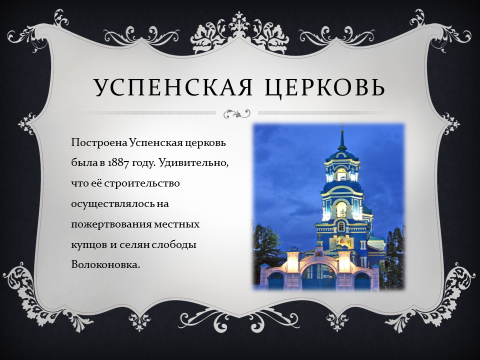 УСПЕНСКАЯ ЦЕРКОВЬ
Построена Успенская церковь
была в 1887 году. Удивительно,
что её строительство
осуществлялось на
пожертвования местных
купцов и селян слободы
Волоконовка.